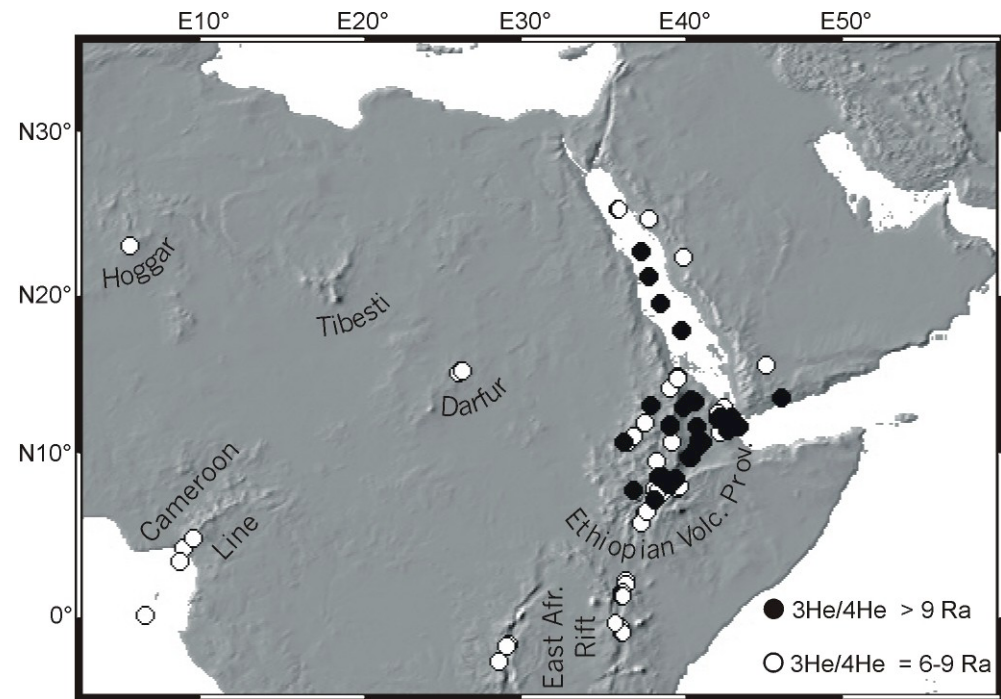 E10° E20° E30° E40° E50°
N30°
Hoggar
N20°
Tibesti
Darfur
N10°
Cameroon
Line
Ethiopian Volc. Prov.
0°
East Afr.
Rift
3He/4He > 9 Ra
3He/4He = 6-9 Ra